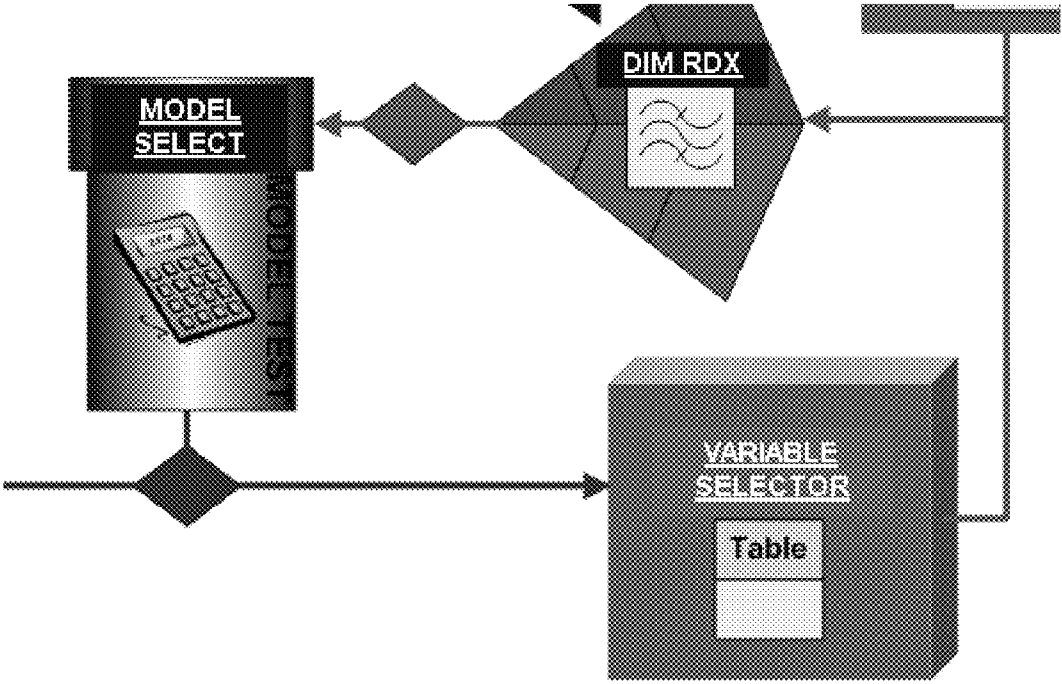 DIM RDX
MODEL
SELECT
MODEL TEST
VARIABLE
SELECTOR
Table